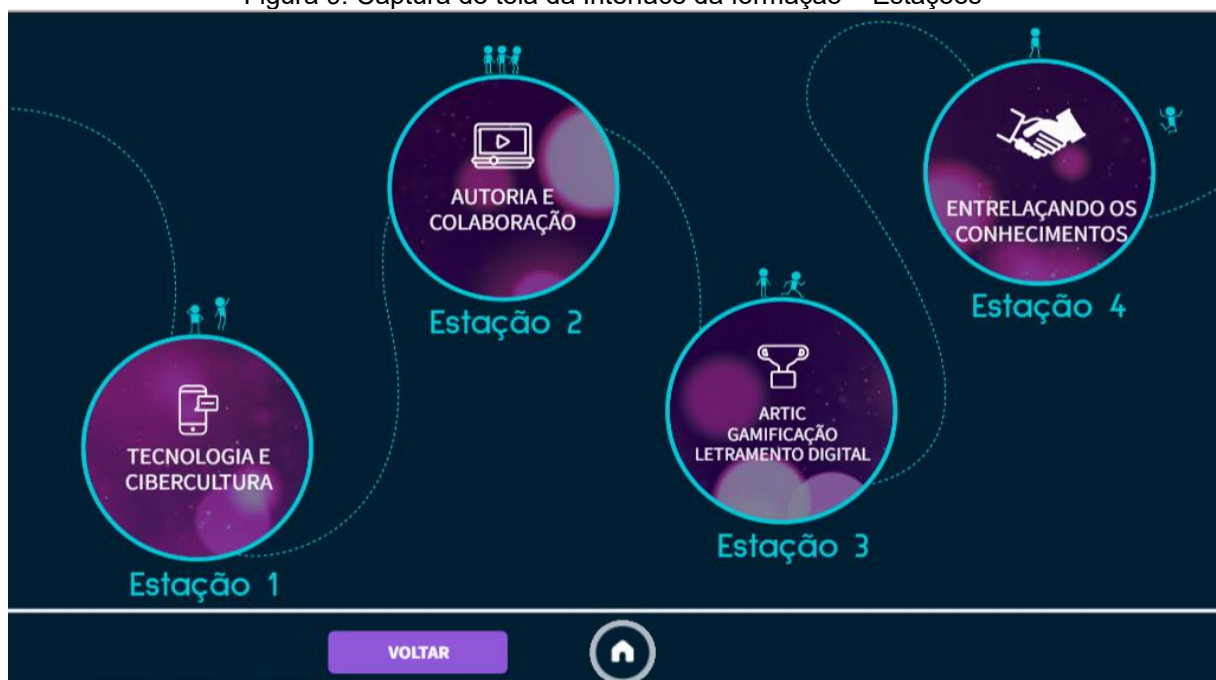 Figura 9: Captura de tela da interface da formação – Estações
AUTORIA E
COLABORAÇÃO
Estação 2
ENTRELAÇANDO OS
CONHECIMENTOS
Estação 4
TECNOLOGIA E
CIBERCULTURA
Estação 1
ARTIC
GAMIFICAÇÃO
LETRAMENTO DIGITAL
Estação 3
VOLTAR